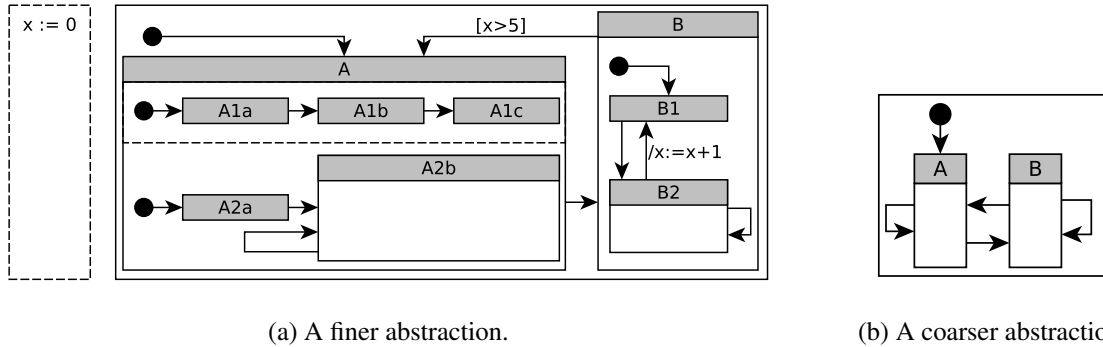 x := 0
[x>5]
B
A
A1a
A1b
A1c
B1
/x:=x+1
A2b
B2
A2a
A
B
(a) A finer abstraction.
(b) A coarser abstractio